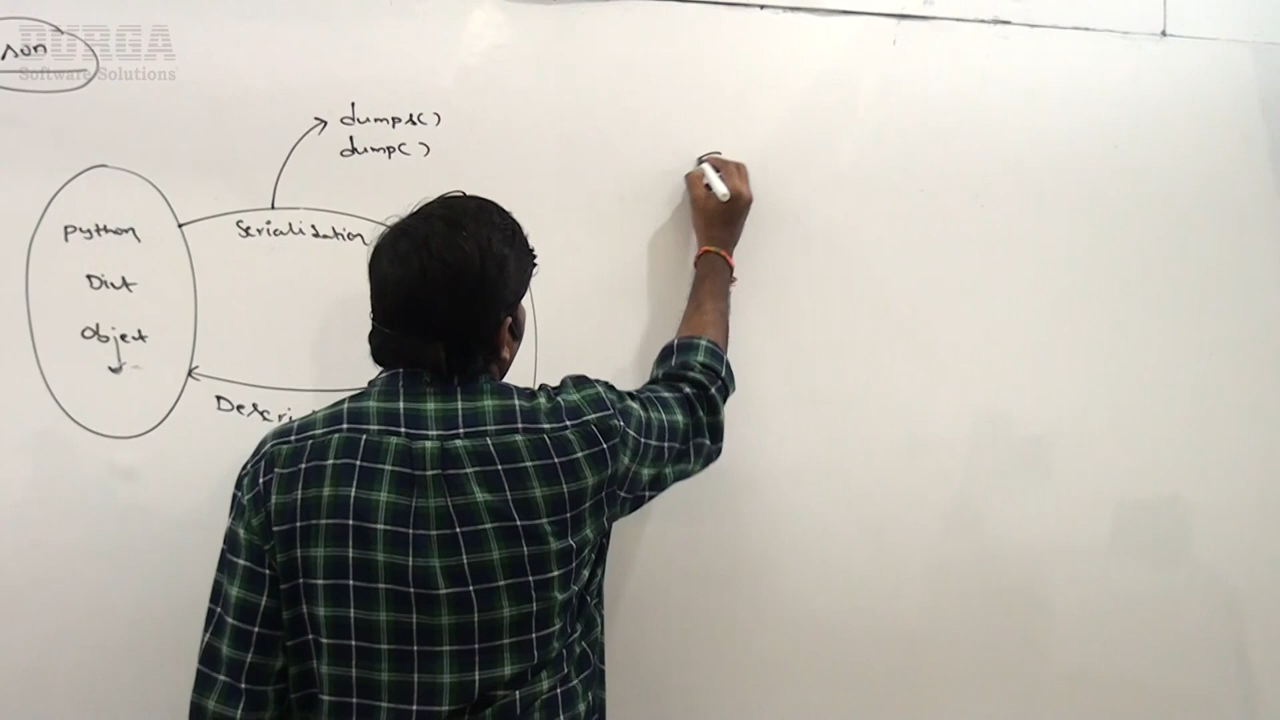 DURGA
Software Solutions
dumps()
dump()
python
Dict
Object
Serialization